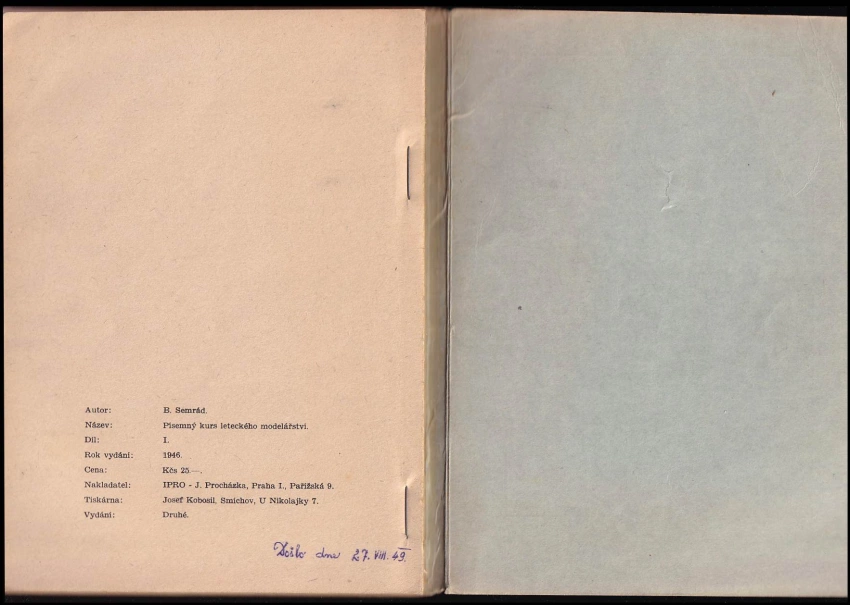 Autor: B. Semrád.
Název: Písemný kurs leteckého modelářství.
Díl: I.
Rok vydání: 1946.
Cena: Kčs 25.—.
Nakladatel: IPRO - J. Procházka, Praha I., Pařížská 9.
Tiskárna: Josef Kobosil, Smíchov, U Nikolajky 7.
Vydání: Druhé.
Došlo dne 27. VIII. 49.